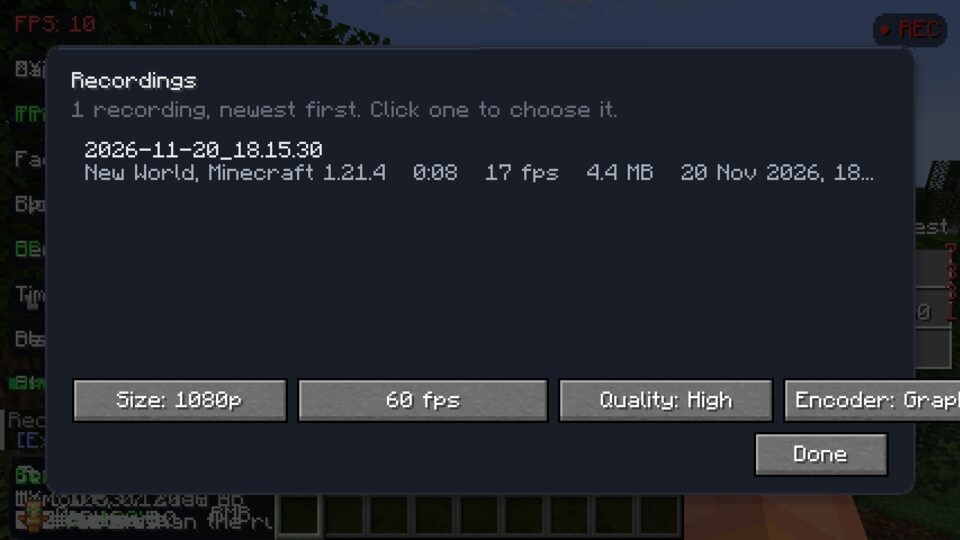 FPS: 10
REC
Recordings
1 recording, newest first. Click one to choose it.
2026-11-20_18.15.30
New World, Minecraft 1.21.4 0:08 17 fps 4.4 MB 20 Nov 2026, 18...
Size: 1080p
60 fps
Quality: High
Encoder: Grap
Done